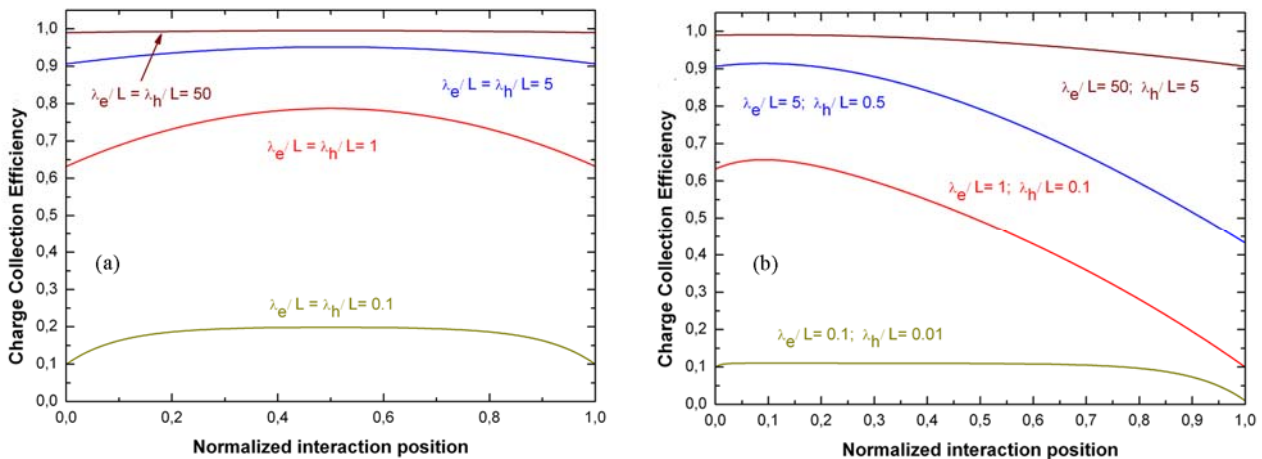 (a)
Charge Collection Efficiency
1,0
0,9
0,8
0,7
0,6
0,5
0,4
0,3
0,2
0,1
0,0
λe/ L = λh/ L= 50
λe/ L = λh/ L= 5
λe/ L = λh/ L= 1
λe/ L = λh/ L= 0.1
0,0 0,2 0,4 0,6 0,8 1,0
Normalized interaction position
(b)
Charge Collection Efficiency
1,0
0,9
0,8
0,7
0,6
0,5
0,4
0,3
0,2
0,1
0,0
λe/ L= 50; λh/ L= 5
λe/ L= 5; λh/ L= 0.5
λe/ L= 1; λh/ L= 0.1
λe/ L= 0.1; λh/ L= 0.01
0,0 0,1 0,2 0,3 0,4 0,5 0,6 0,7 0,8 0,9 1,0
Normalized interaction position